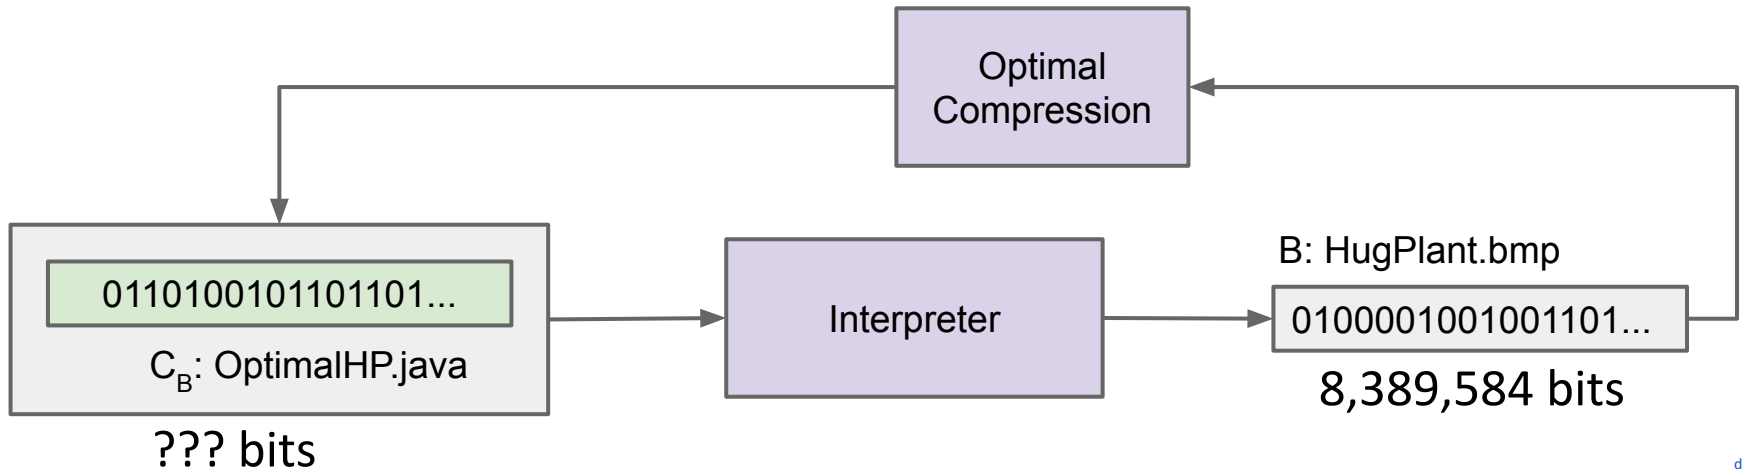 Optimal
Compression
B: HugPlant.bmp
0110100101101101...
Interpreter
0100001001001101...
C_B: OptimalHP.java
8,389,584 bits
??? bits
d